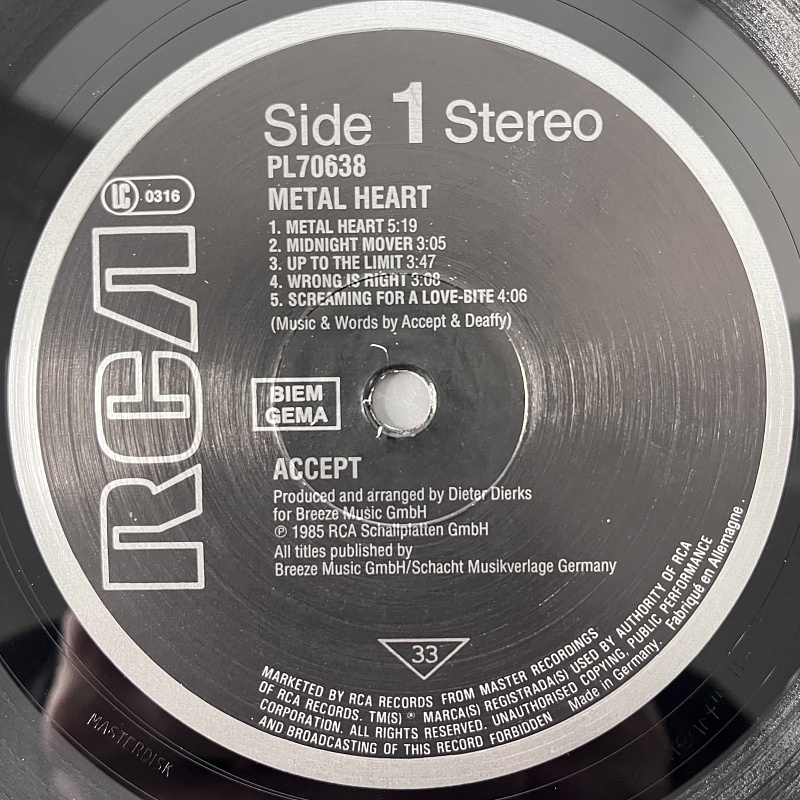 Side 1 Stereo
PL70638
METAL HEART
LC 0316
1. METAL HEART 5:19
2. MIDNIGHT MOVER 3:05
3. UP TO THE LIMIT 3:47
4. WRONG IS RIGHT 3:08
5. SCREAMING FOR A LOVE-BITE 4:06
(Music & Words by Accept & Deaffy)
RCA
BIEM
GEMA
ACCEPT
Produced and arranged by Dieter Dierks
for Breeze Music GmbH
℗ 1985 RCA Schallplatten GmbH
All titles published by
Breeze Music GmbH/Schacht Musikverlage Germany
33
MARKETED BY RCA RECORDS FROM MASTER RECORDINGS
OF RCA RECORDS. TM(S) ® MARCA(S) REGISTRADA(S) USED BY AUTHORITY OF RCA
CORPORATION. ALL RIGHTS RESERVED. UNAUTHORISED COPYING, PUBLIC PERFORMANCE
AND BROADCASTING OF THIS RECORD FORBIDDEN Made in Germany. Fabriqué en Allemagne.
MASTERDISK